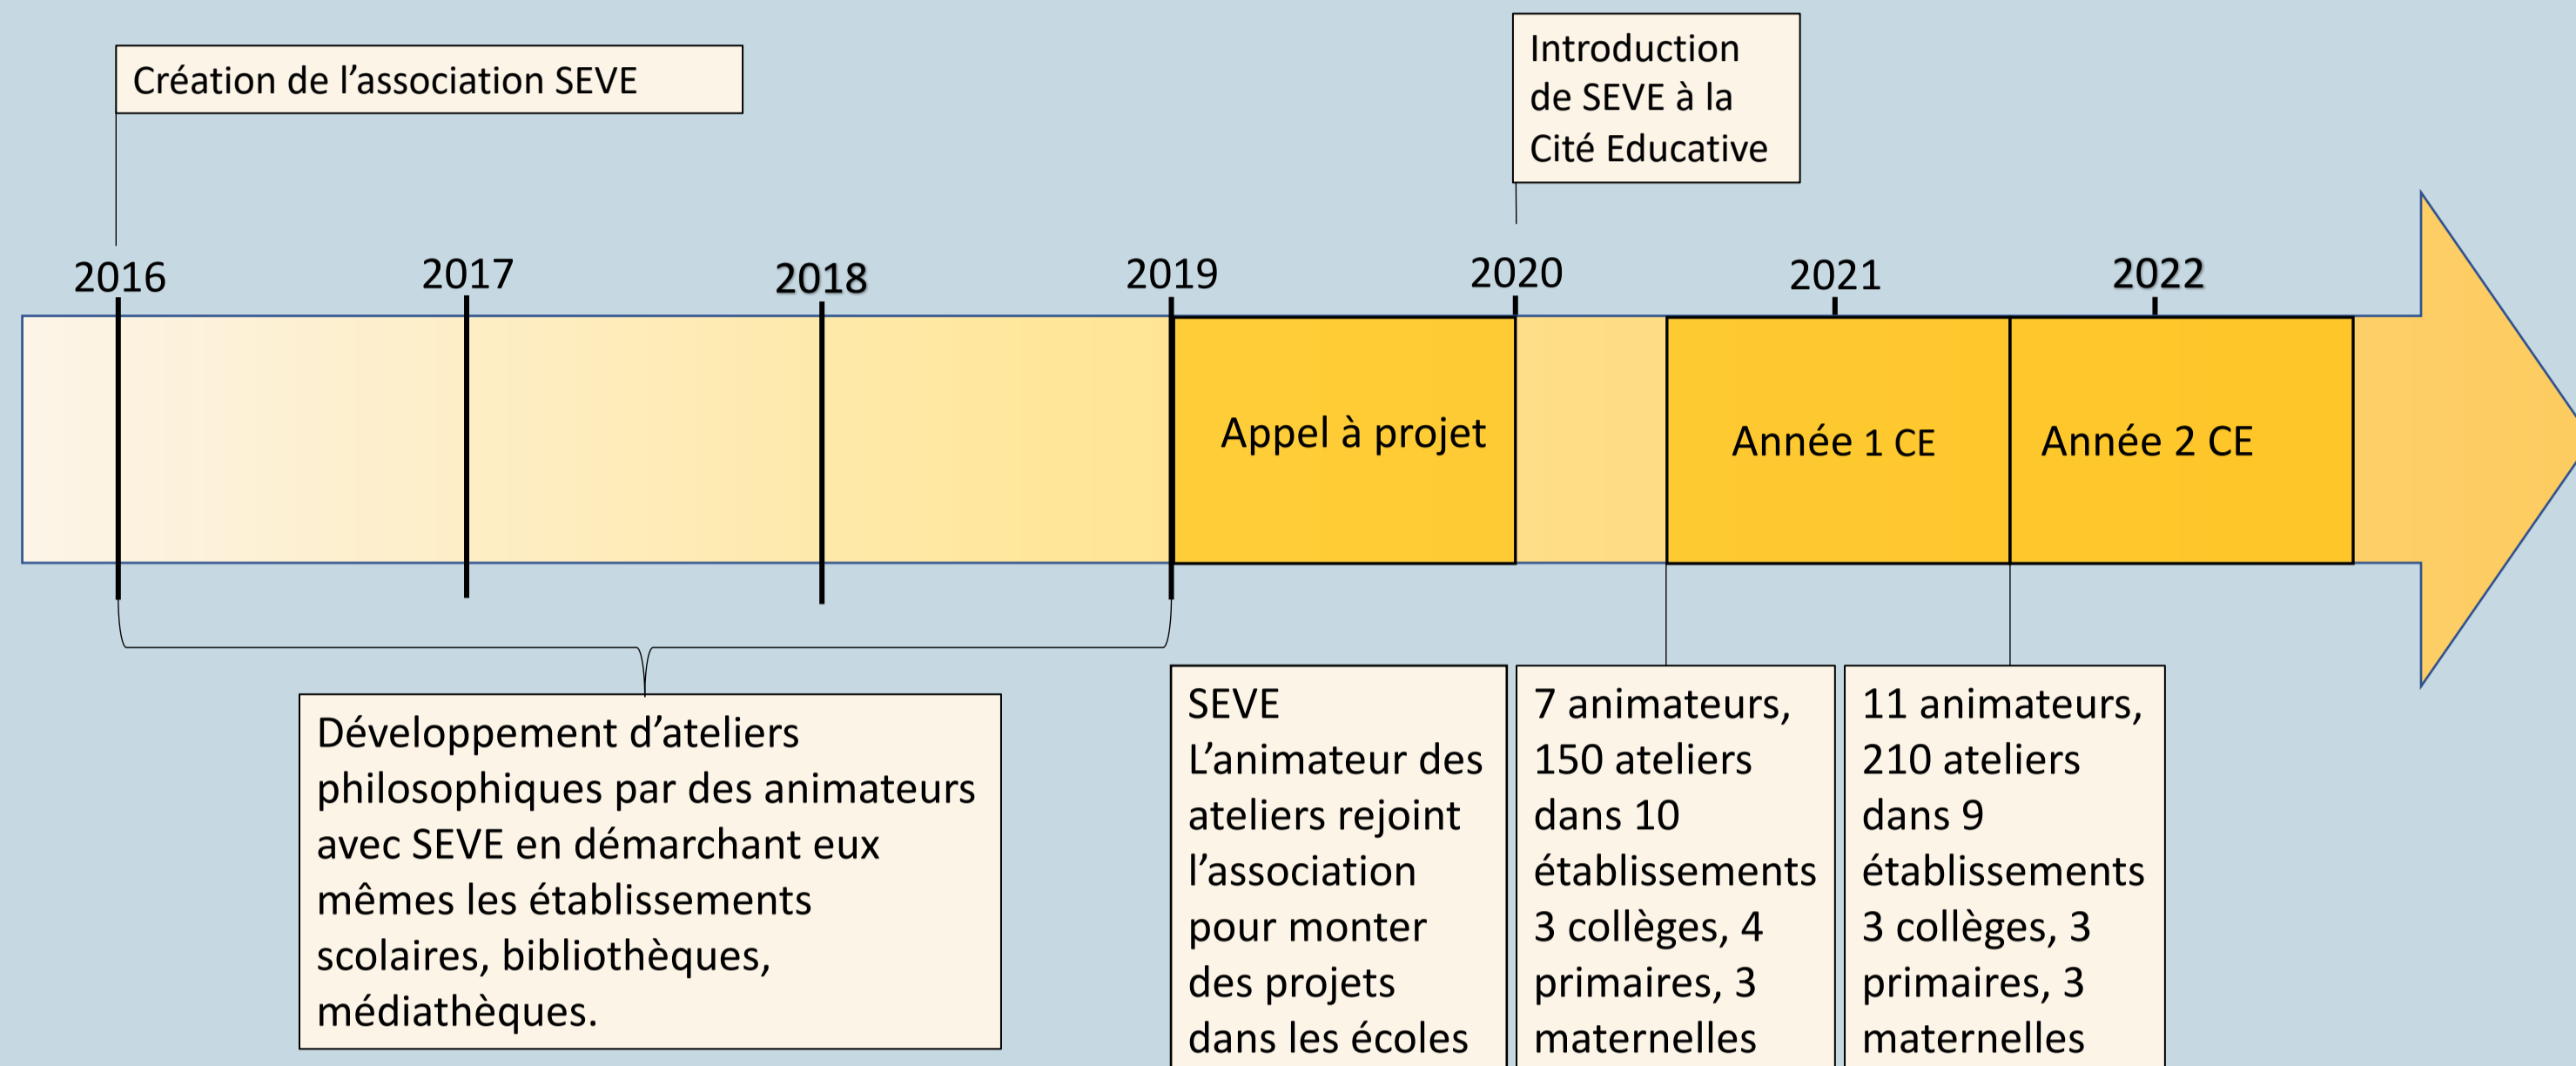 Création de l’association SEVE
Introduction
de SEVE à la
Cité Educative
2016
2017
2018
2019
2020
2021
2022
Appel à projet
Année 1 CE
Année 2 CE
Développement d’ateliers
philosophiques par des animateurs
avec SEVE en démarchant eux
mêmes les établissements
scolaires, bibliothèques,
médiathèques.
SEVE
L’animateur des
ateliers rejoint
l’association
pour monter
des projets
dans les écoles
7 animateurs,
150 ateliers
dans 10
établissements
3 collèges, 4
primaires, 3
maternelles
11 animateurs,
210 ateliers
dans 9
établissements
3 collèges, 3
primaires, 3
maternelles